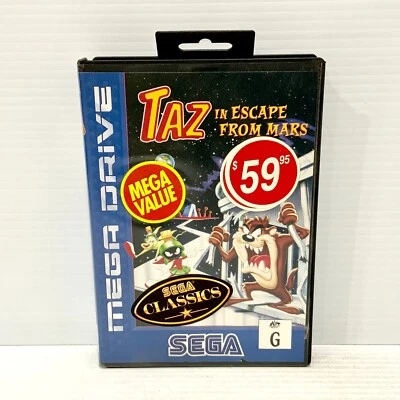 MEGA DRIVE
TAZ
IN ESCAPE
FROM MARS
MEGA
VALUE
$59.95
SEGA
CLASSICS
SEGA
G